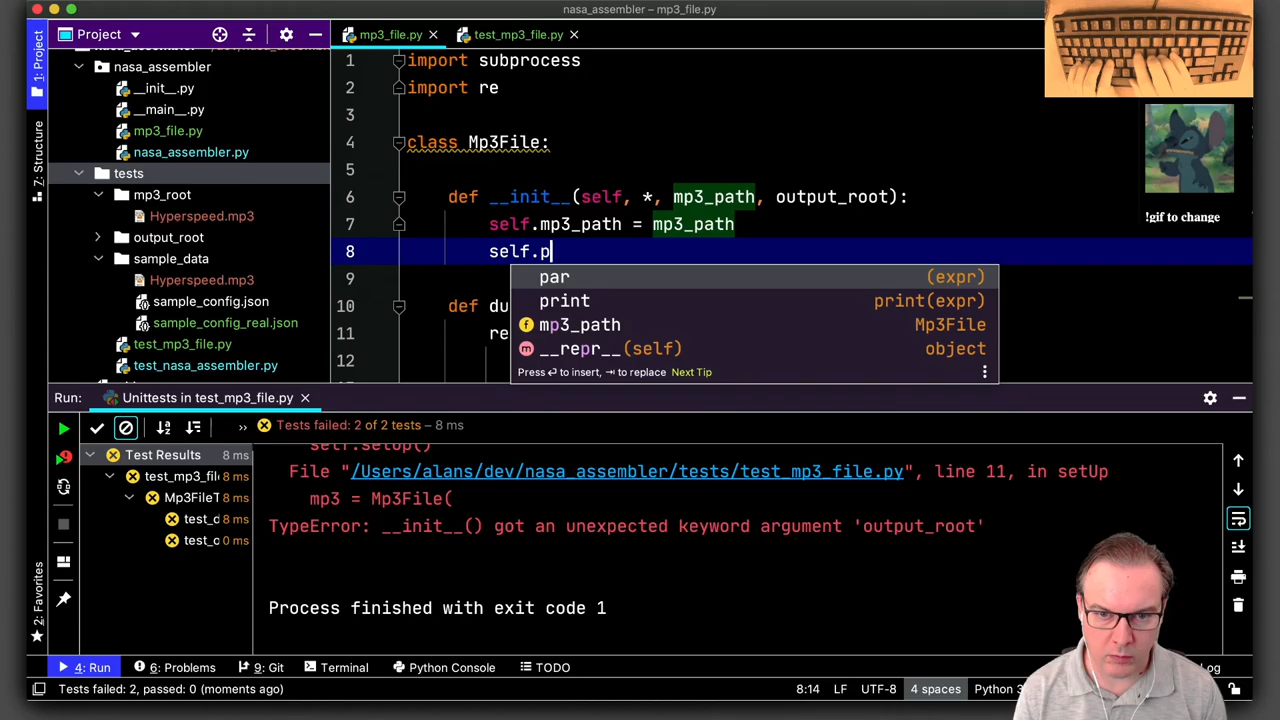 nasa_assembler – mp3_file.py
Project
mp3_file.py
test_mp3_file.py
1: Project
Z: Structure
2: Favorites
nasa_assembler
__init__.py
__main__.py
mp3_file.py
nasa_assembler.py
tests
mp3_root
Hyperspeed.mp3
output_root
sample_data
Hyperspeed.mp3
sample_config.json
sample_config_real.json
test_mp3_file.py
test_nasa_assembler.py
1 import subprocess
2 import re
3
4 class Mp3File:
5
6 def __init__(self, *, mp3_path, output_root):
7 self.mp3_path = mp3_path
8 self.p
9
10 def du
11 re
12
par (expr)
print print(expr)
mp3_path Mp3File
__repr__(self) object
Press ↵ to insert, ⇥ to replace Next Tip
!gif to change
Run: Unittests in test_mp3_file.py
» Tests failed: 2 of 2 tests – 8 ms
Test Results 8 ms
test_mp3_fil 8 ms
Mp3FileT 8 ms
test_d 8 ms
test_c 0 ms
self.setUp()
File "/Users/alans/dev/nasa_assembler/tests/test_mp3_file.py", line 11, in setUp
mp3 = Mp3File(
TypeError: __init__() got an unexpected keyword argument 'output_root'
Process finished with exit code 1
4: Run
6: Problems
9: Git
Terminal
Python Console
TODO
Tests failed: 2, passed: 0 (moments ago)
8:14 LF UTF-8 4 spaces Python 3